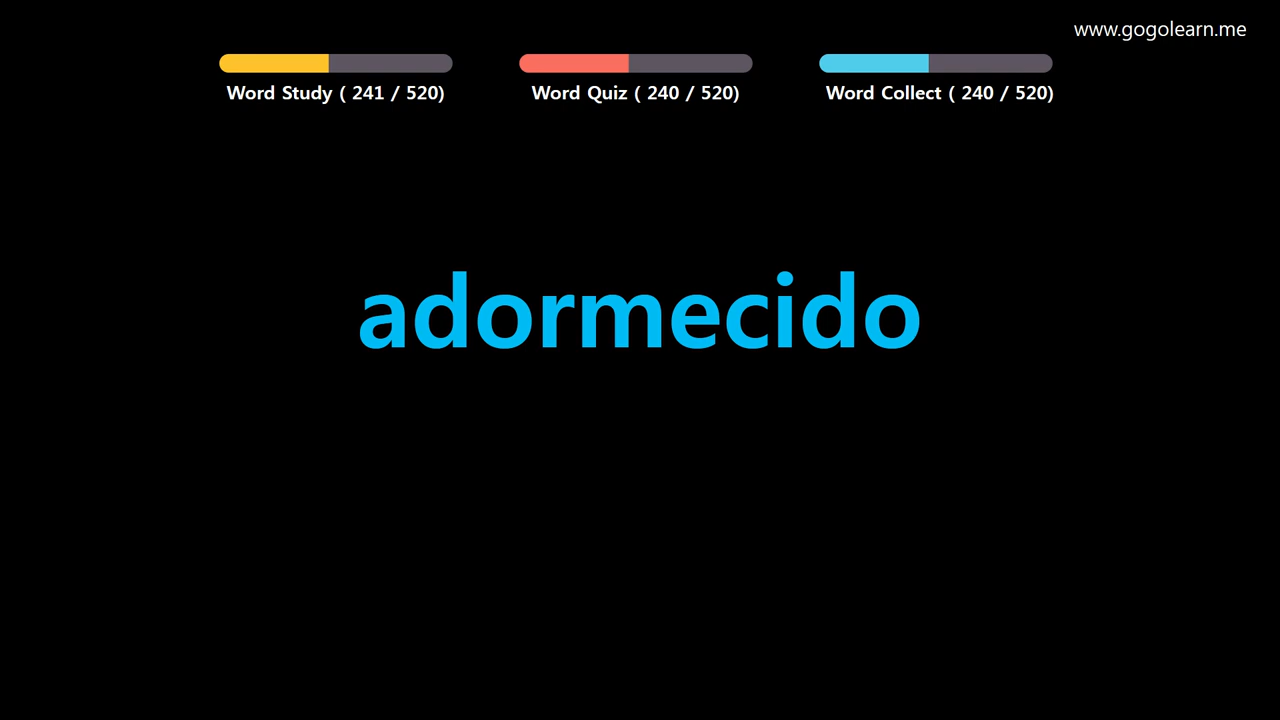 www.gogolearn.me
Word Study ( 241 / 520)
Word Quiz ( 240 / 520)
Word Collect ( 240 / 520)
adormecido